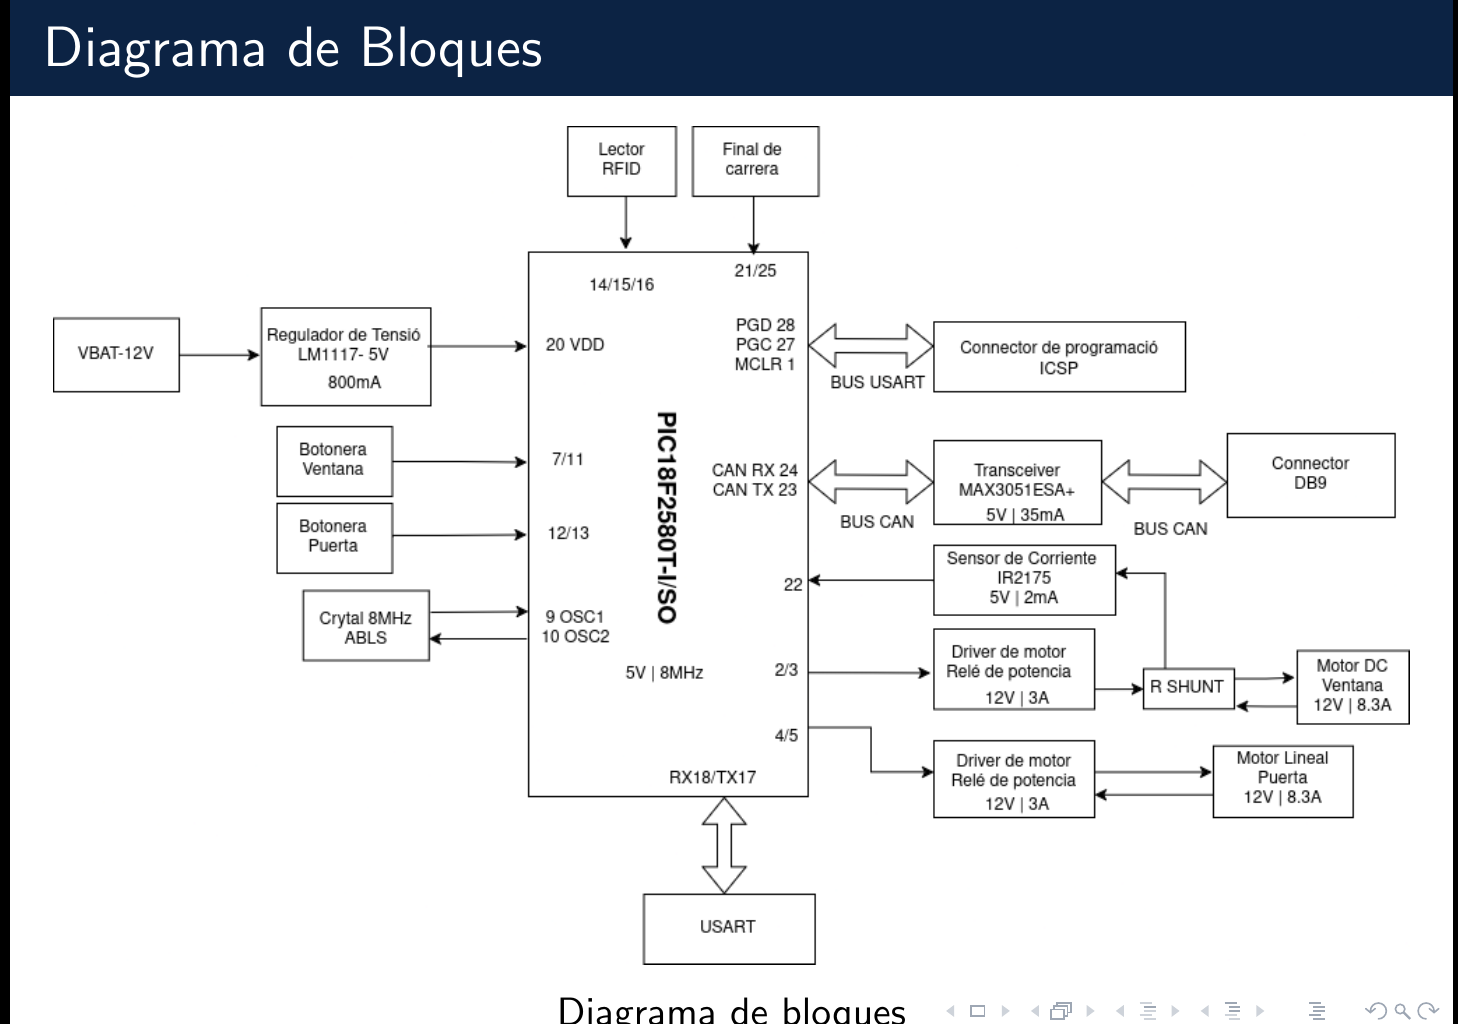 Diagrama de Bloques
Lector
RFID
Final de
carrera
14/15/16
21/25
VBAT-12V
Regulador de Tensió
LM1117- 5V
800mA
20 VDD
PGD 28
PGC 27
MCLR 1
BUS USART
Connector de programació
ICSP
Botonera
Ventana
7/11
Botonera
Puerta
12/13
Crytal 8MHz
ABLS
9 OSC1
10 OSC2
PIC18F2580T-I/SO
5V | 8MHz
CAN RX 24
CAN TX 23
BUS CAN
Transceiver
MAX3051ESA+
5V | 35mA
BUS CAN
Connector
DB9
22
Sensor de Corriente
IR2175
5V | 2mA
2/3
Driver de motor
Relé de potencia
12V | 3A
R SHUNT
Motor DC
Ventana
12V | 8.3A
4/5
Driver de motor
Relé de potencia
12V | 3A
Motor Lineal
Puerta
12V | 8.3A
RX18/TX17
USART
Diagrama de bloques